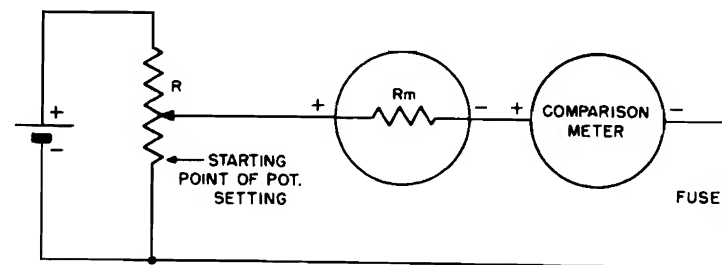 +
-
R
STARTING
POINT OF POT.
SETTING
+
Rm
-
+
COMPARISON
METER
-
FUSE